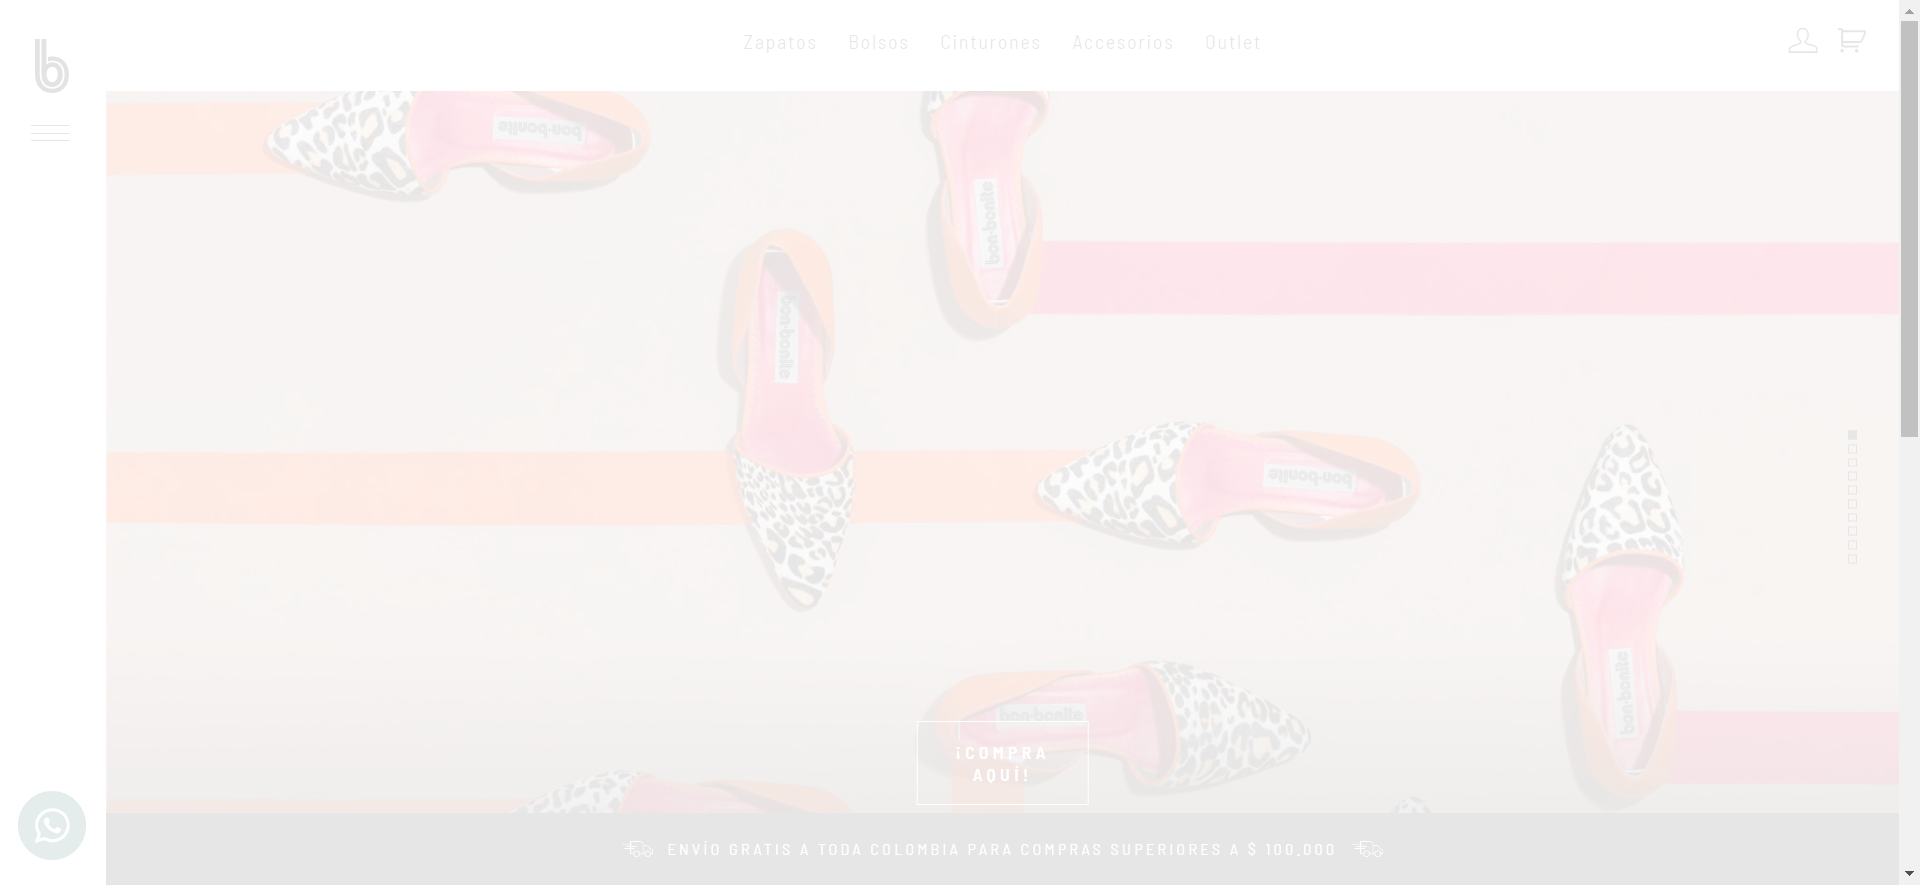 b
Zapatos Bolsos Cinturones Accesorios Outlet
bon-bonite
bon-bonite
bon-bonite
bon-bonite
bon-bonite
bon-bonite
¡COMPRA
AQUÍ!
ENVÍO GRATIS A TODA COLOMBIA PARA COMPRAS SUPERIORES A $ 100.000